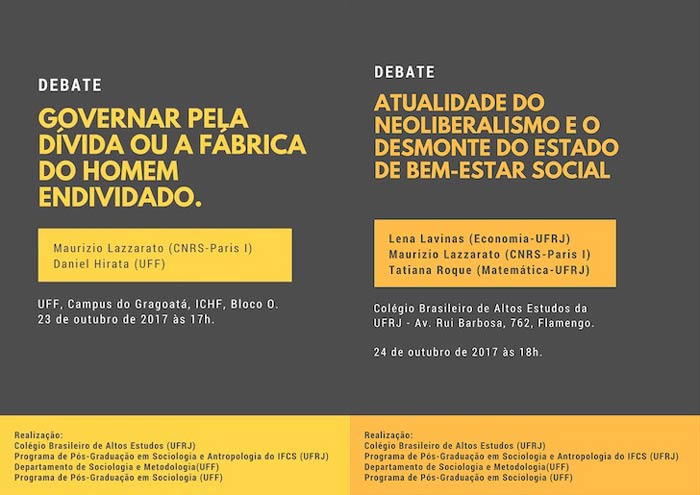 DEBATE
GOVERNAR PELA
DÍVIDA OU A FÁBRICA
DO HOMEM
ENDIVIDADO.
Maurizio Lazzarato (CNRS-Paris I)
Daniel Hirata (UFF)
UFF, Campus do Gragoatá, ICHF, Bloco O.
23 de outubro de 2017 às 17h.
Realização:
Colégio Brasileiro de Altos Estudos (UFRJ)
Programa de Pós-Graduação em Sociologia e Antropologia do IFCS (UFRJ)
Departamento de Sociologia e Metodologia(UFF)
Programa de Pós-Graduação em Sociologia (UFF)
DEBATE
ATUALIDADE DO
NEOLIBERALISMO E O
DESMONTE DO ESTADO
DE BEM-ESTAR SOCIAL
Lena Lavinas (Economia-UFRJ)
Maurizio Lazzarato (CNRS-Paris I)
Tatiana Roque (Matemática-UFRJ)
Colégio Brasileiro de Altos Estudos da
UFRJ - Av. Rui Barbosa, 762, Flamengo.
24 de outubro de 2017 às 18h.
Realização:
Colégio Brasileiro de Altos Estudos (UFRJ)
Programa de Pós-Graduação em Sociologia e Antropologia do IFCS (UFRJ)
Departamento de Sociologia e Metodologia(UFF)
Programa de Pós-Graduação em Sociologia (UFF)